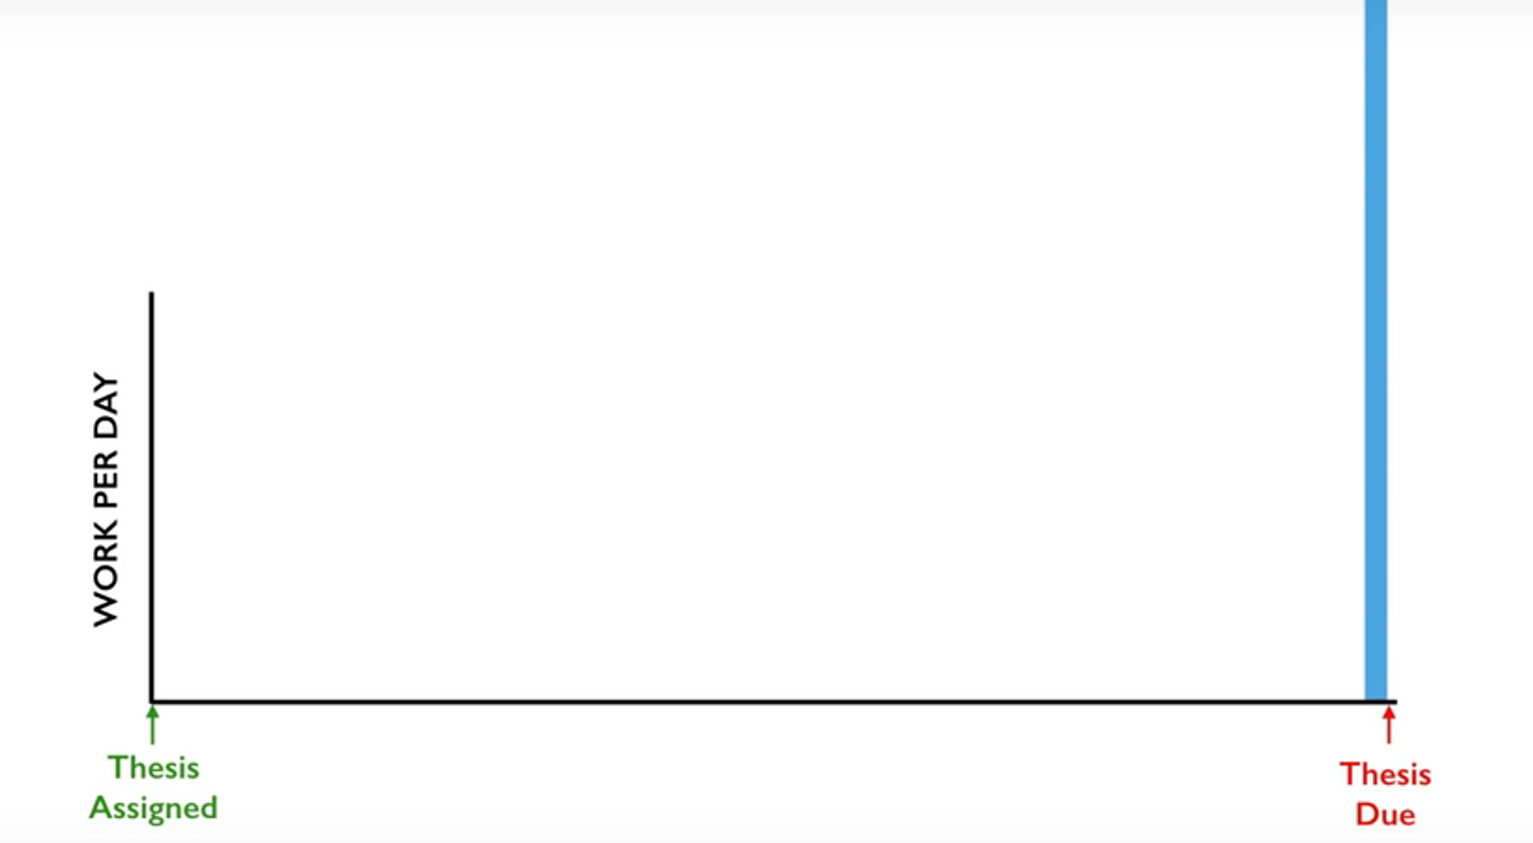 WORK PER DAY
Thesis
Assigned
Thesis
Due